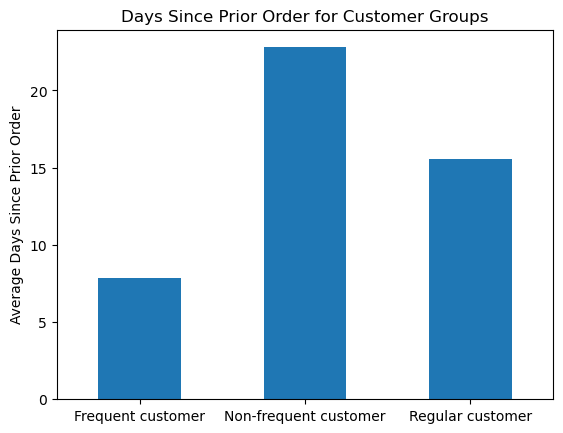 Days Since Prior Order for Customer Groups
Average Days Since Prior Order
20
15
10
5
0
Frequent customer
Non-frequent customer
Regular customer